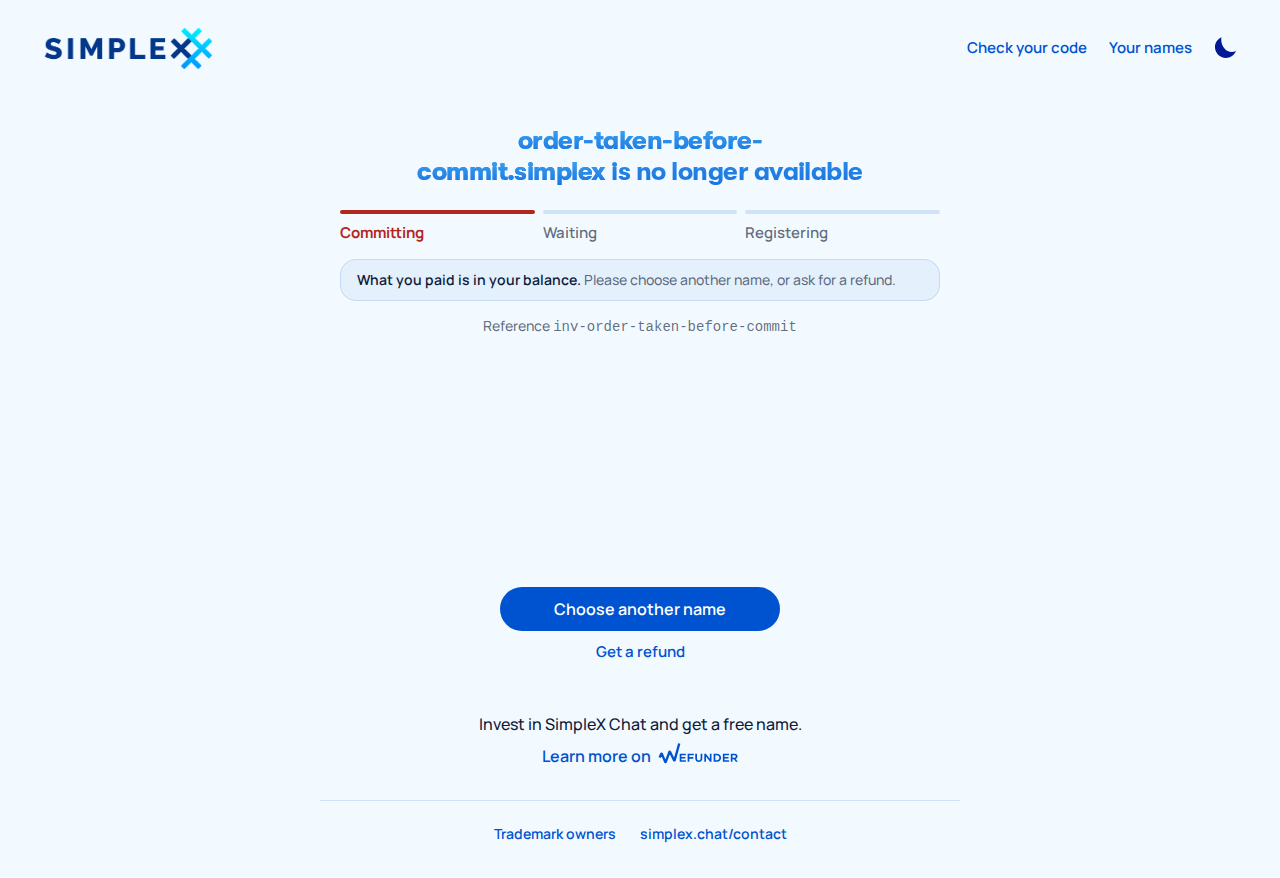 SIMPLEX
Check your code
Your names
order-taken-before-
commit.simplex is no longer available
Committing
Waiting
Registering
What you paid is in your balance. Please choose another name, or ask for a refund.
Reference inv-order-taken-before-commit
Choose another name
Get a refund
Invest in SimpleX Chat and get a free name.
Learn more on WEFUNDER
Trademark owners
simplex.chat/contact